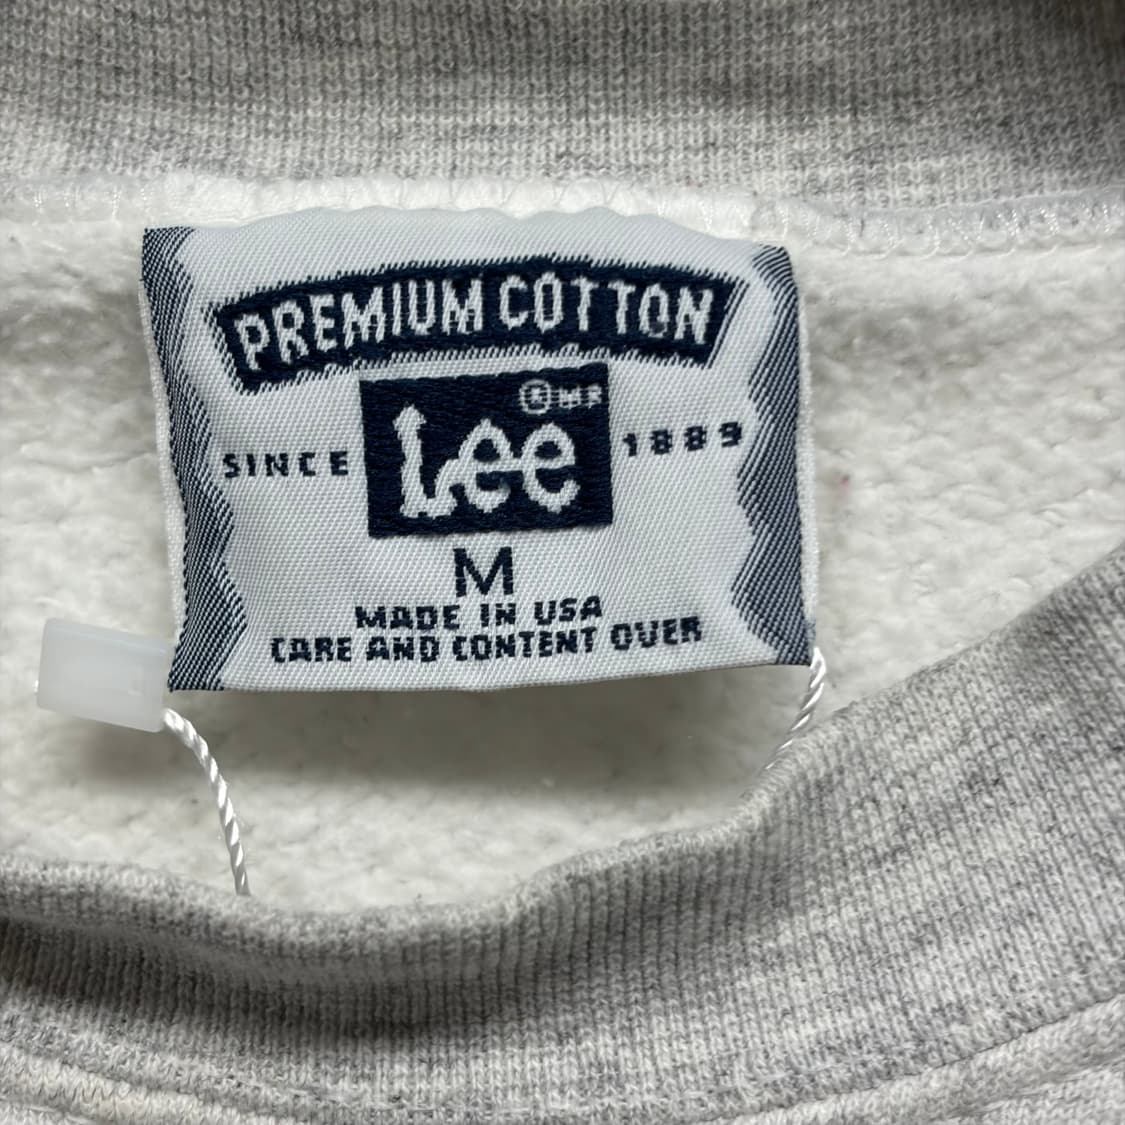 PREMIUM COTTON
® MR
Lee
SINCE 1889
M
MADE IN USA
CARE AND CONTENT OVER